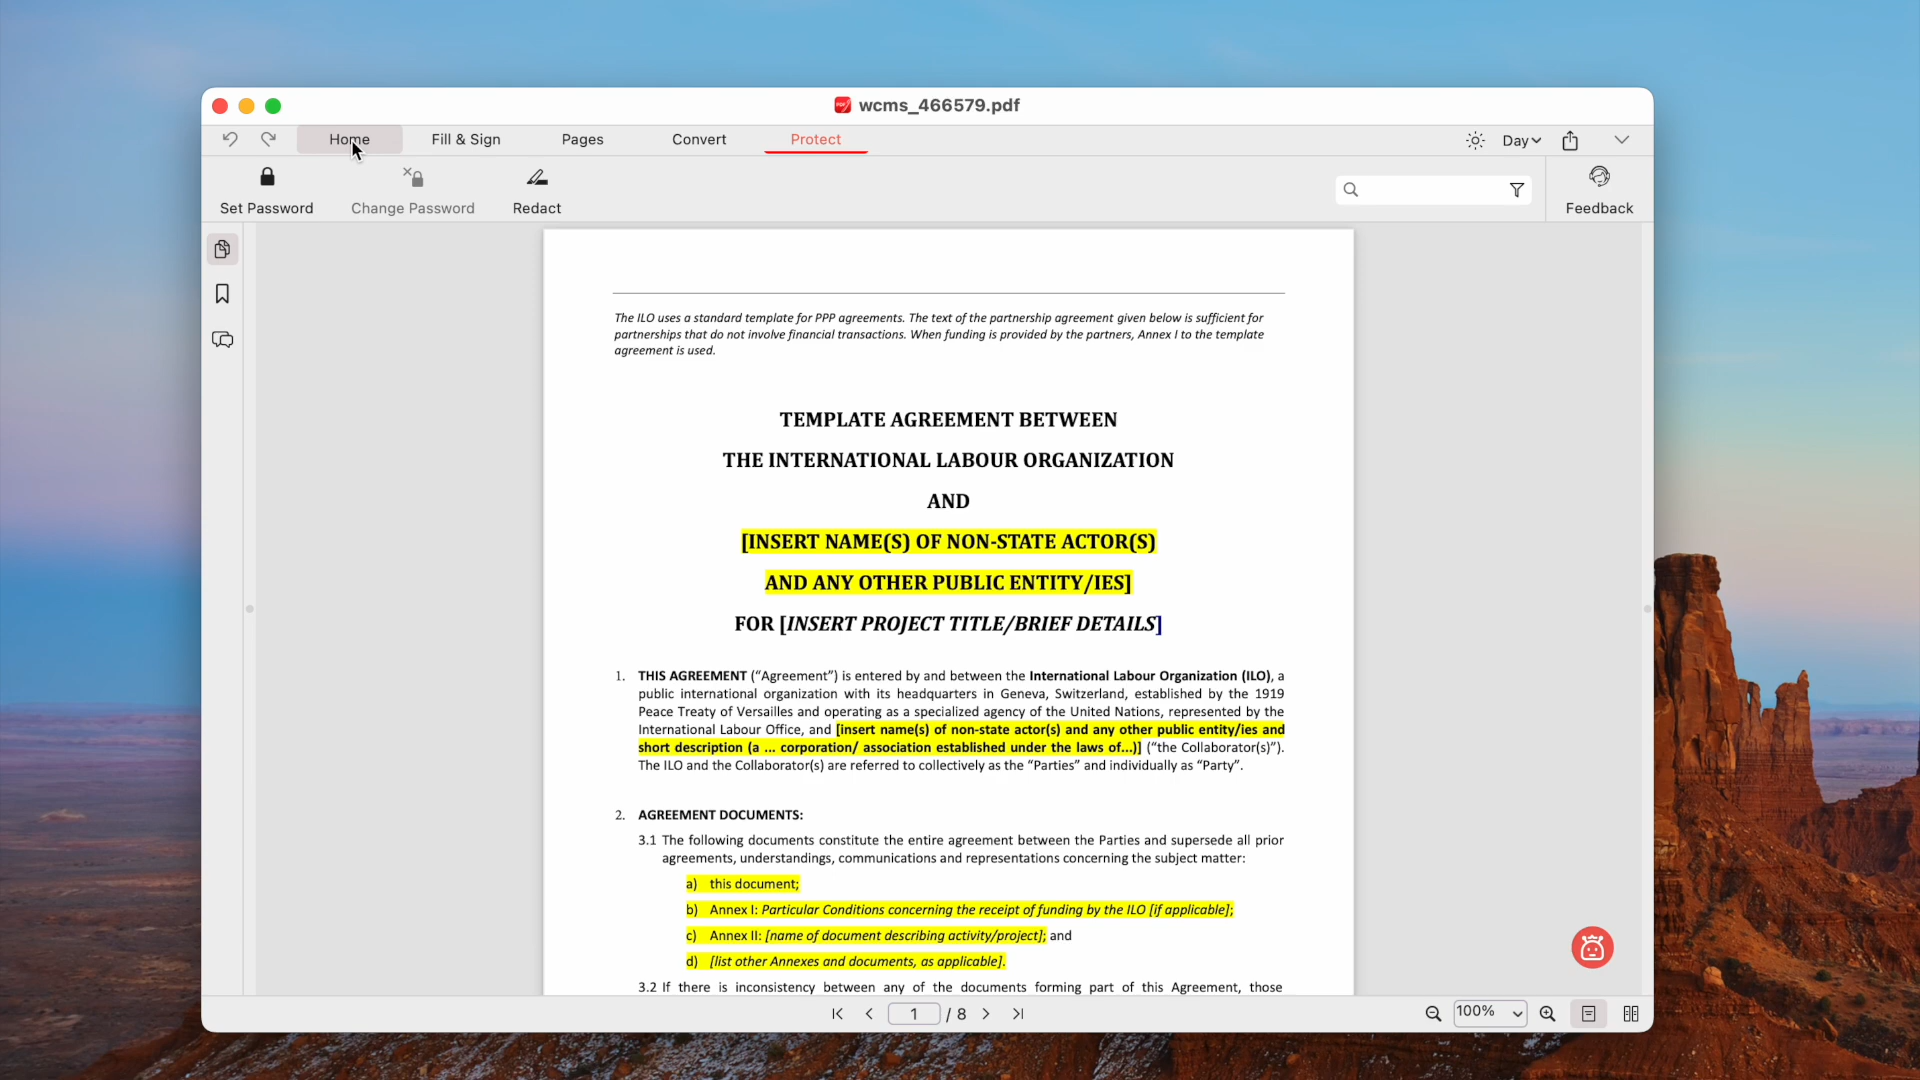 wcms_466579.pdf
Home Fill & Sign Pages Convert Protect Day
Set Password Change Password Redact Feedback
The ILO uses a standard template for PPP agreements. The text of the partnership agreement given below is sufficient for
partnerships that do not involve financial transactions. When funding is provided by the partners, Annex I to the template
agreement is used.
TEMPLATE AGREEMENT BETWEEN
THE INTERNATIONAL LABOUR ORGANIZATION
AND
[INSERT NAME(S) OF NON-STATE ACTOR(S)
AND ANY OTHER PUBLIC ENTITY/IES]
FOR [INSERT PROJECT TITLE/BRIEF DETAILS]
1. THIS AGREEMENT (“Agreement”) is entered by and between the International Labour Organization (ILO), a
public international organization with its headquarters in Geneva, Switzerland, established by the 1919
Peace Treaty of Versailles and operating as a specialized agency of the United Nations, represented by the
International Labour Office, and [insert name(s) of non-state actor(s) and any other public entity/ies and
short description (a ... corporation/ association established under the laws of...)] (“the Collaborator(s)”).
The ILO and the Collaborator(s) are referred to collectively as the “Parties” and individually as “Party”.
2. AGREEMENT DOCUMENTS:
3.1 The following documents constitute the entire agreement between the Parties and supersede all prior
agreements, understandings, communications and representations concerning the subject matter:
a) this document;
b) Annex I: Particular Conditions concerning the receipt of funding by the ILO [if applicable];
c) Annex II: [name of document describing activity/project]; and
d) [list other Annexes and documents, as applicable].
3.2 If there is inconsistency between any of the documents forming part of this Agreement, those
1 / 8 100%